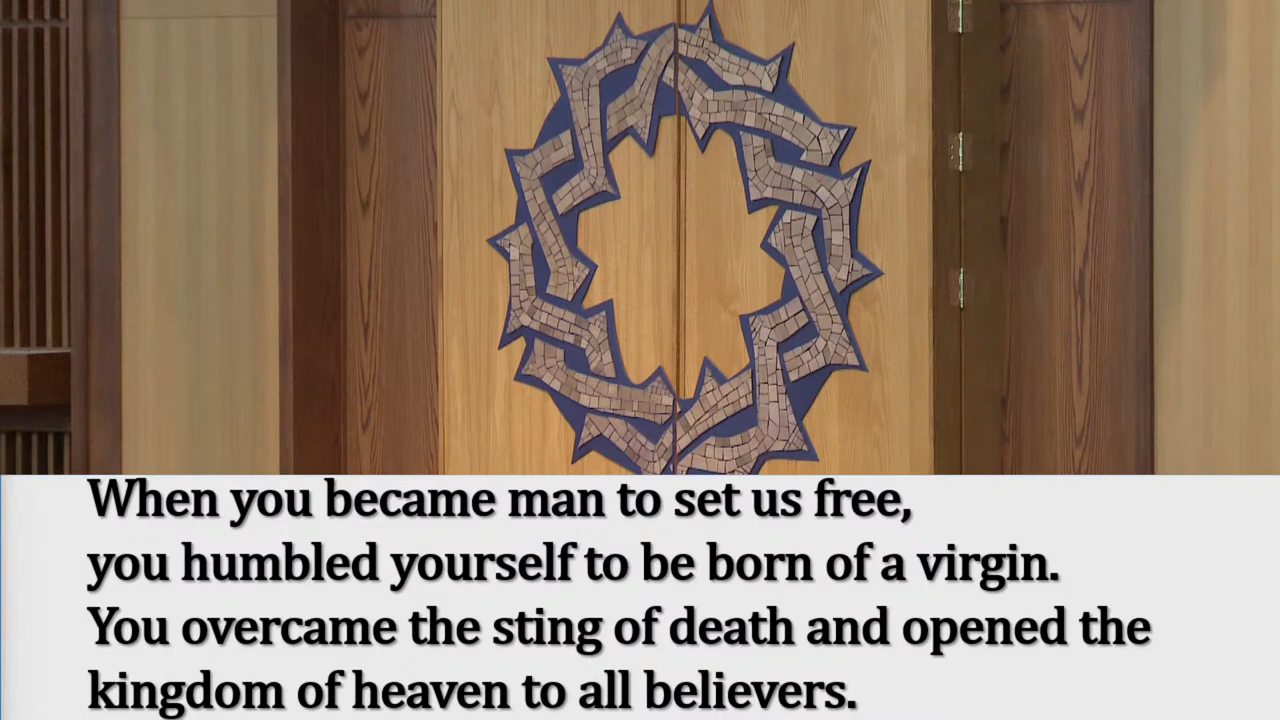 When you became man to set us free,
you humbled yourself to be born of a virgin.
You overcame the sting of death and opened the
kingdom of heaven to all believers.